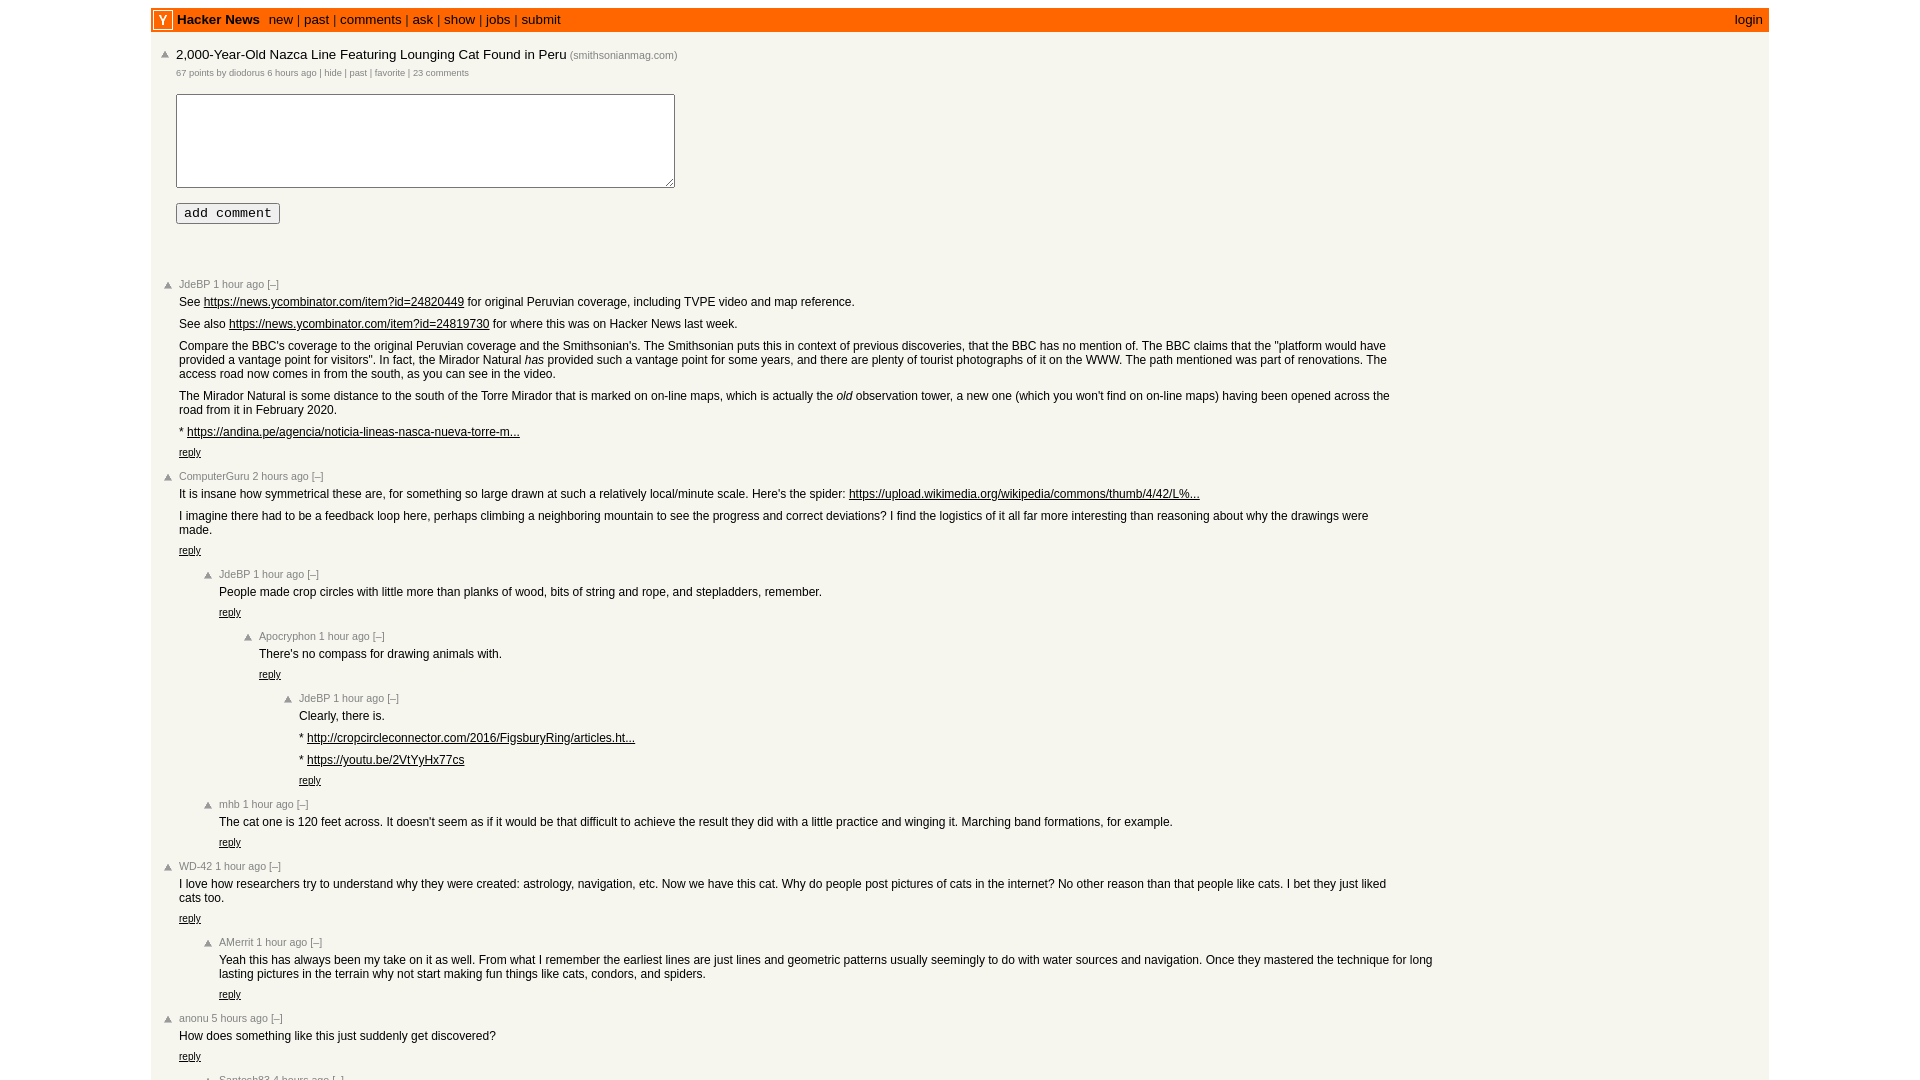 Y Hacker News new | past | comments | ask | show | jobs | submit login
2,000-Year-Old Nazca Line Featuring Lounging Cat Found in Peru (smithsonianmag.com)
67 points by diodorus 6 hours ago | hide | past | favorite | 23 comments
add comment
JdeBP 1 hour ago [–]
See https://news.ycombinator.com/item?id=24820449 for original Peruvian coverage, including TVPE video and map reference.
See also https://news.ycombinator.com/item?id=24819730 for where this was on Hacker News last week.
Compare the BBC's coverage to the original Peruvian coverage and the Smithsonian's. The Smithsonian puts this in context of previous discoveries, that the BBC has no mention of. The BBC claims that the "platform would have
provided a vantage point for visitors". In fact, the Mirador Natural has provided such a vantage point for some years, and there are plenty of tourist photographs of it on the WWW. The path mentioned was part of renovations. The
access road now comes in from the south, as you can see in the video.
The Mirador Natural is some distance to the south of the Torre Mirador that is marked on on-line maps, which is actually the old observation tower, a new one (which you won't find on on-line maps) having been opened across the
road from it in February 2020.
* https://andina.pe/agencia/noticia-lineas-nasca-nueva-torre-m...
reply
ComputerGuru 2 hours ago [–]
It is insane how symmetrical these are, for something so large drawn at such a relatively local/minute scale. Here's the spider: https://upload.wikimedia.org/wikipedia/commons/thumb/4/42/L%...
I imagine there had to be a feedback loop here, perhaps climbing a neighboring mountain to see the progress and correct deviations? I find the logistics of it all far more interesting than reasoning about why the drawings were
made.
reply
JdeBP 1 hour ago [–]
People made crop circles with little more than planks of wood, bits of string and rope, and stepladders, remember.
reply
Apocryphon 1 hour ago [–]
There's no compass for drawing animals with.
reply
JdeBP 1 hour ago [–]
Clearly, there is.
* http://cropcircleconnector.com/2016/FigsburyRing/articles.ht...
* https://youtu.be/2VtYyHx77cs
reply
mhb 1 hour ago [–]
The cat one is 120 feet across. It doesn't seem as if it would be that difficult to achieve the result they did with a little practice and winging it. Marching band formations, for example.
reply
WD-42 1 hour ago [–]
I love how researchers try to understand why they were created: astrology, navigation, etc. Now we have this cat. Why do people post pictures of cats in the internet? No other reason than that people like cats. I bet they just liked
cats too.
reply
AMerrit 1 hour ago [–]
Yeah this has always been my take on it as well. From what I remember the earliest lines are just lines and geometric patterns usually seemingly to do with water sources and navigation. Once they mastered the technique for long
lasting pictures in the terrain why not start making fun things like cats, condors, and spiders.
reply
anonu 5 hours ago [–]
How does something like this just suddenly get discovered?
reply
Santosh83 4 hours ago [–]